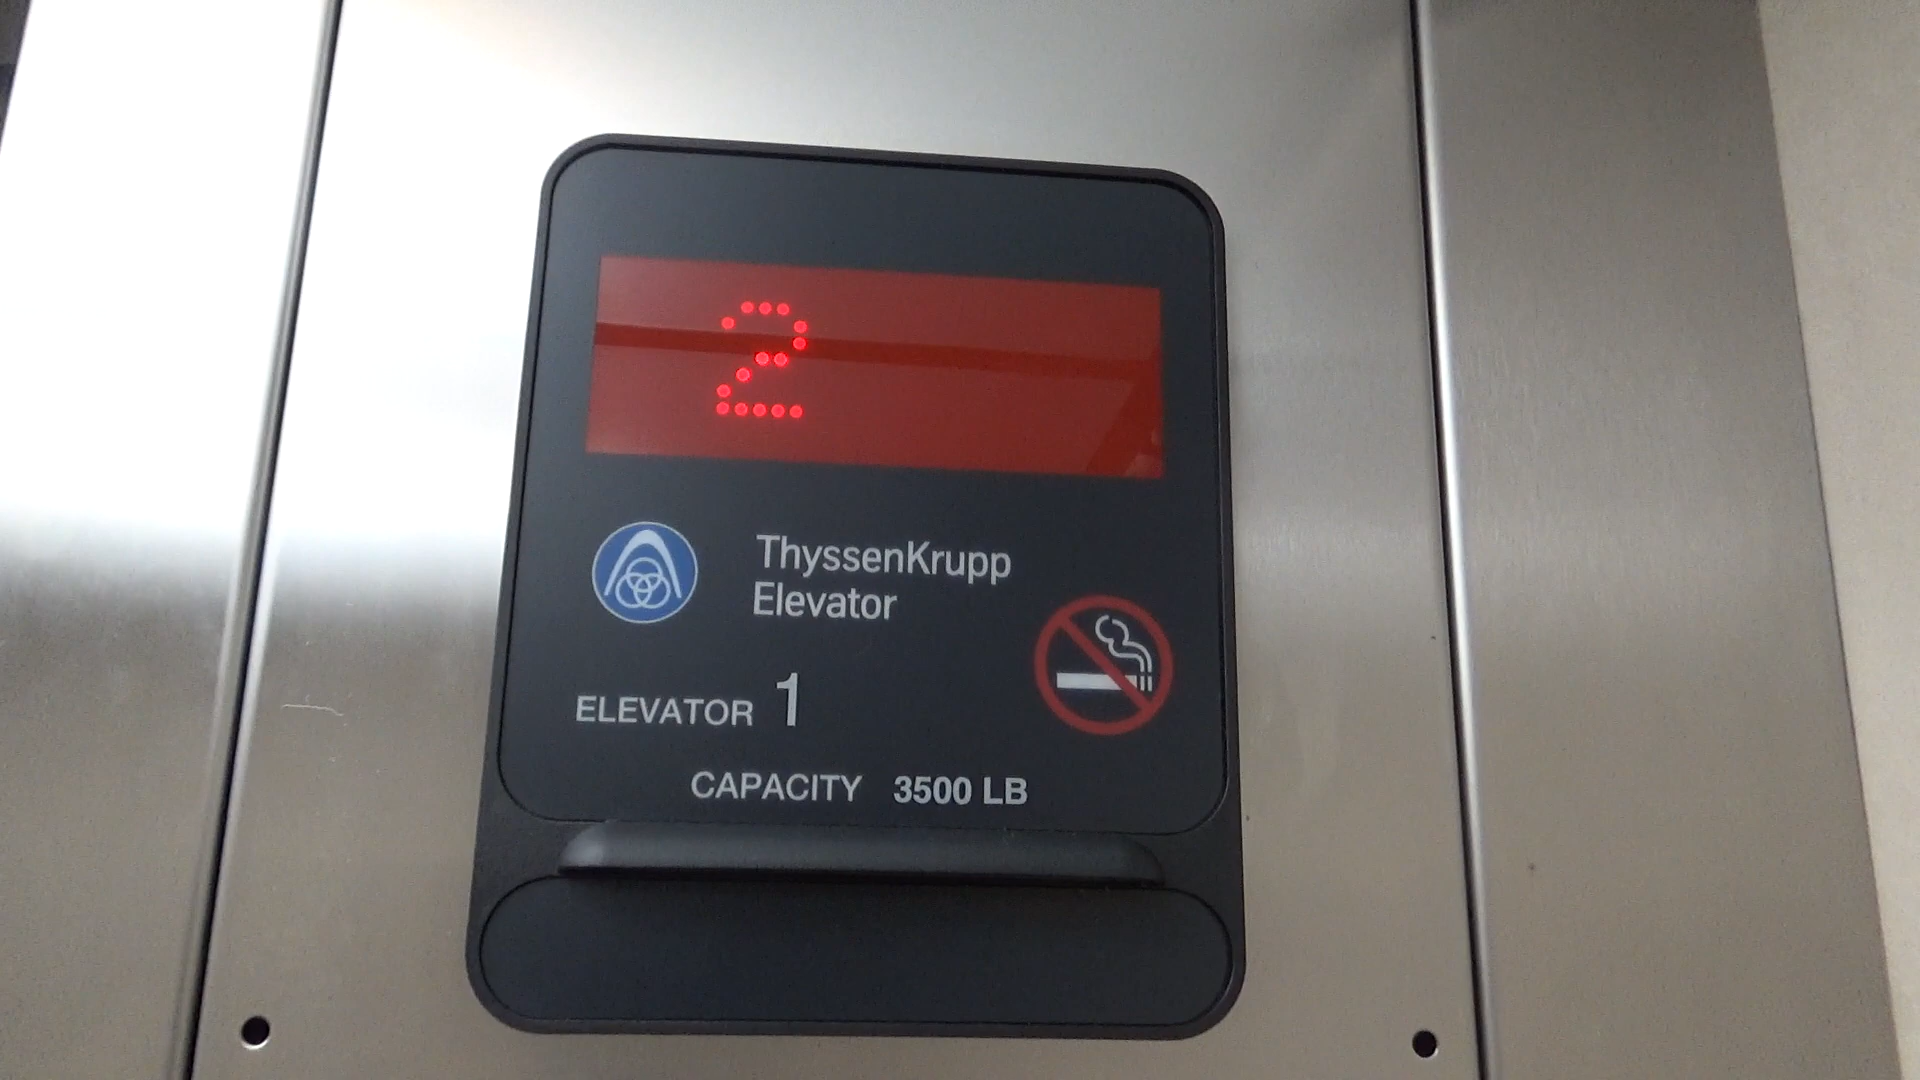 2
ThyssenKrupp
Elevator
ELEVATOR 1
CAPACITY 3500 LB